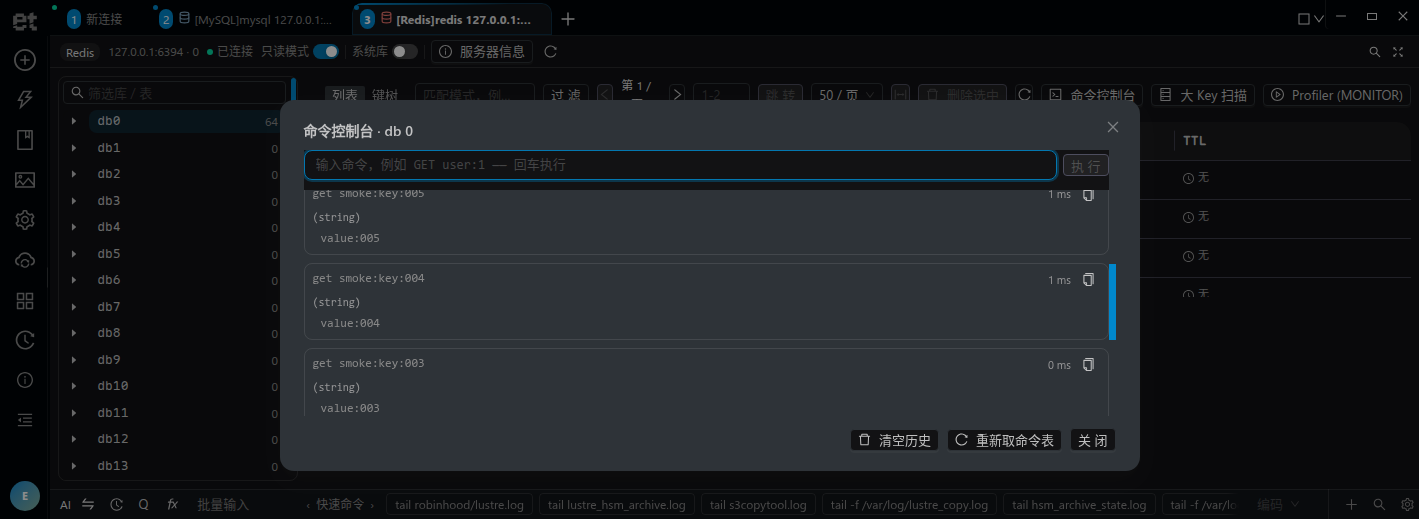 et
1 新连接
2 [MySQL]mysql 127.0.0.1:...
3 [Redis]redis 127.0.0.1:...
Redis 127.0.0.1:6394 · 0 已连接 只读模式 系统库 服务器信息
筛选库 / 表
列表 键树 匹配模式，例 过 滤 第 1 / 1-2 跳 转 50 / 页 删除选中 命令控制台 大 Key 扫描 Profiler (MONITOR)
db0 64
db1 0
db2 0
db3 0
db4 0
db5 0
db6 0
db7 0
db8 0
db9 0
db10 0
db11 0
db12 0
db13 0
TTL
无
无
无
无
命令控制台 · db 0
输入命令，例如 GET user:1 —— 回车执行
执 行
get smoke:key:005 1 ms
(string)
value:005
get smoke:key:004 1 ms
(string)
value:004
get smoke:key:003 0 ms
(string)
value:003
清空历史 重新取命令表 关 闭
E
AI Q fx 批量输入 ‹ 快速命令 › tail robinhood/lustre.log tail lustre_hsm_archive.log tail s3copytool.log tail -f /var/log/lustre_copy.log tail hsm_archive_state.log tail -f /var/lo 编码